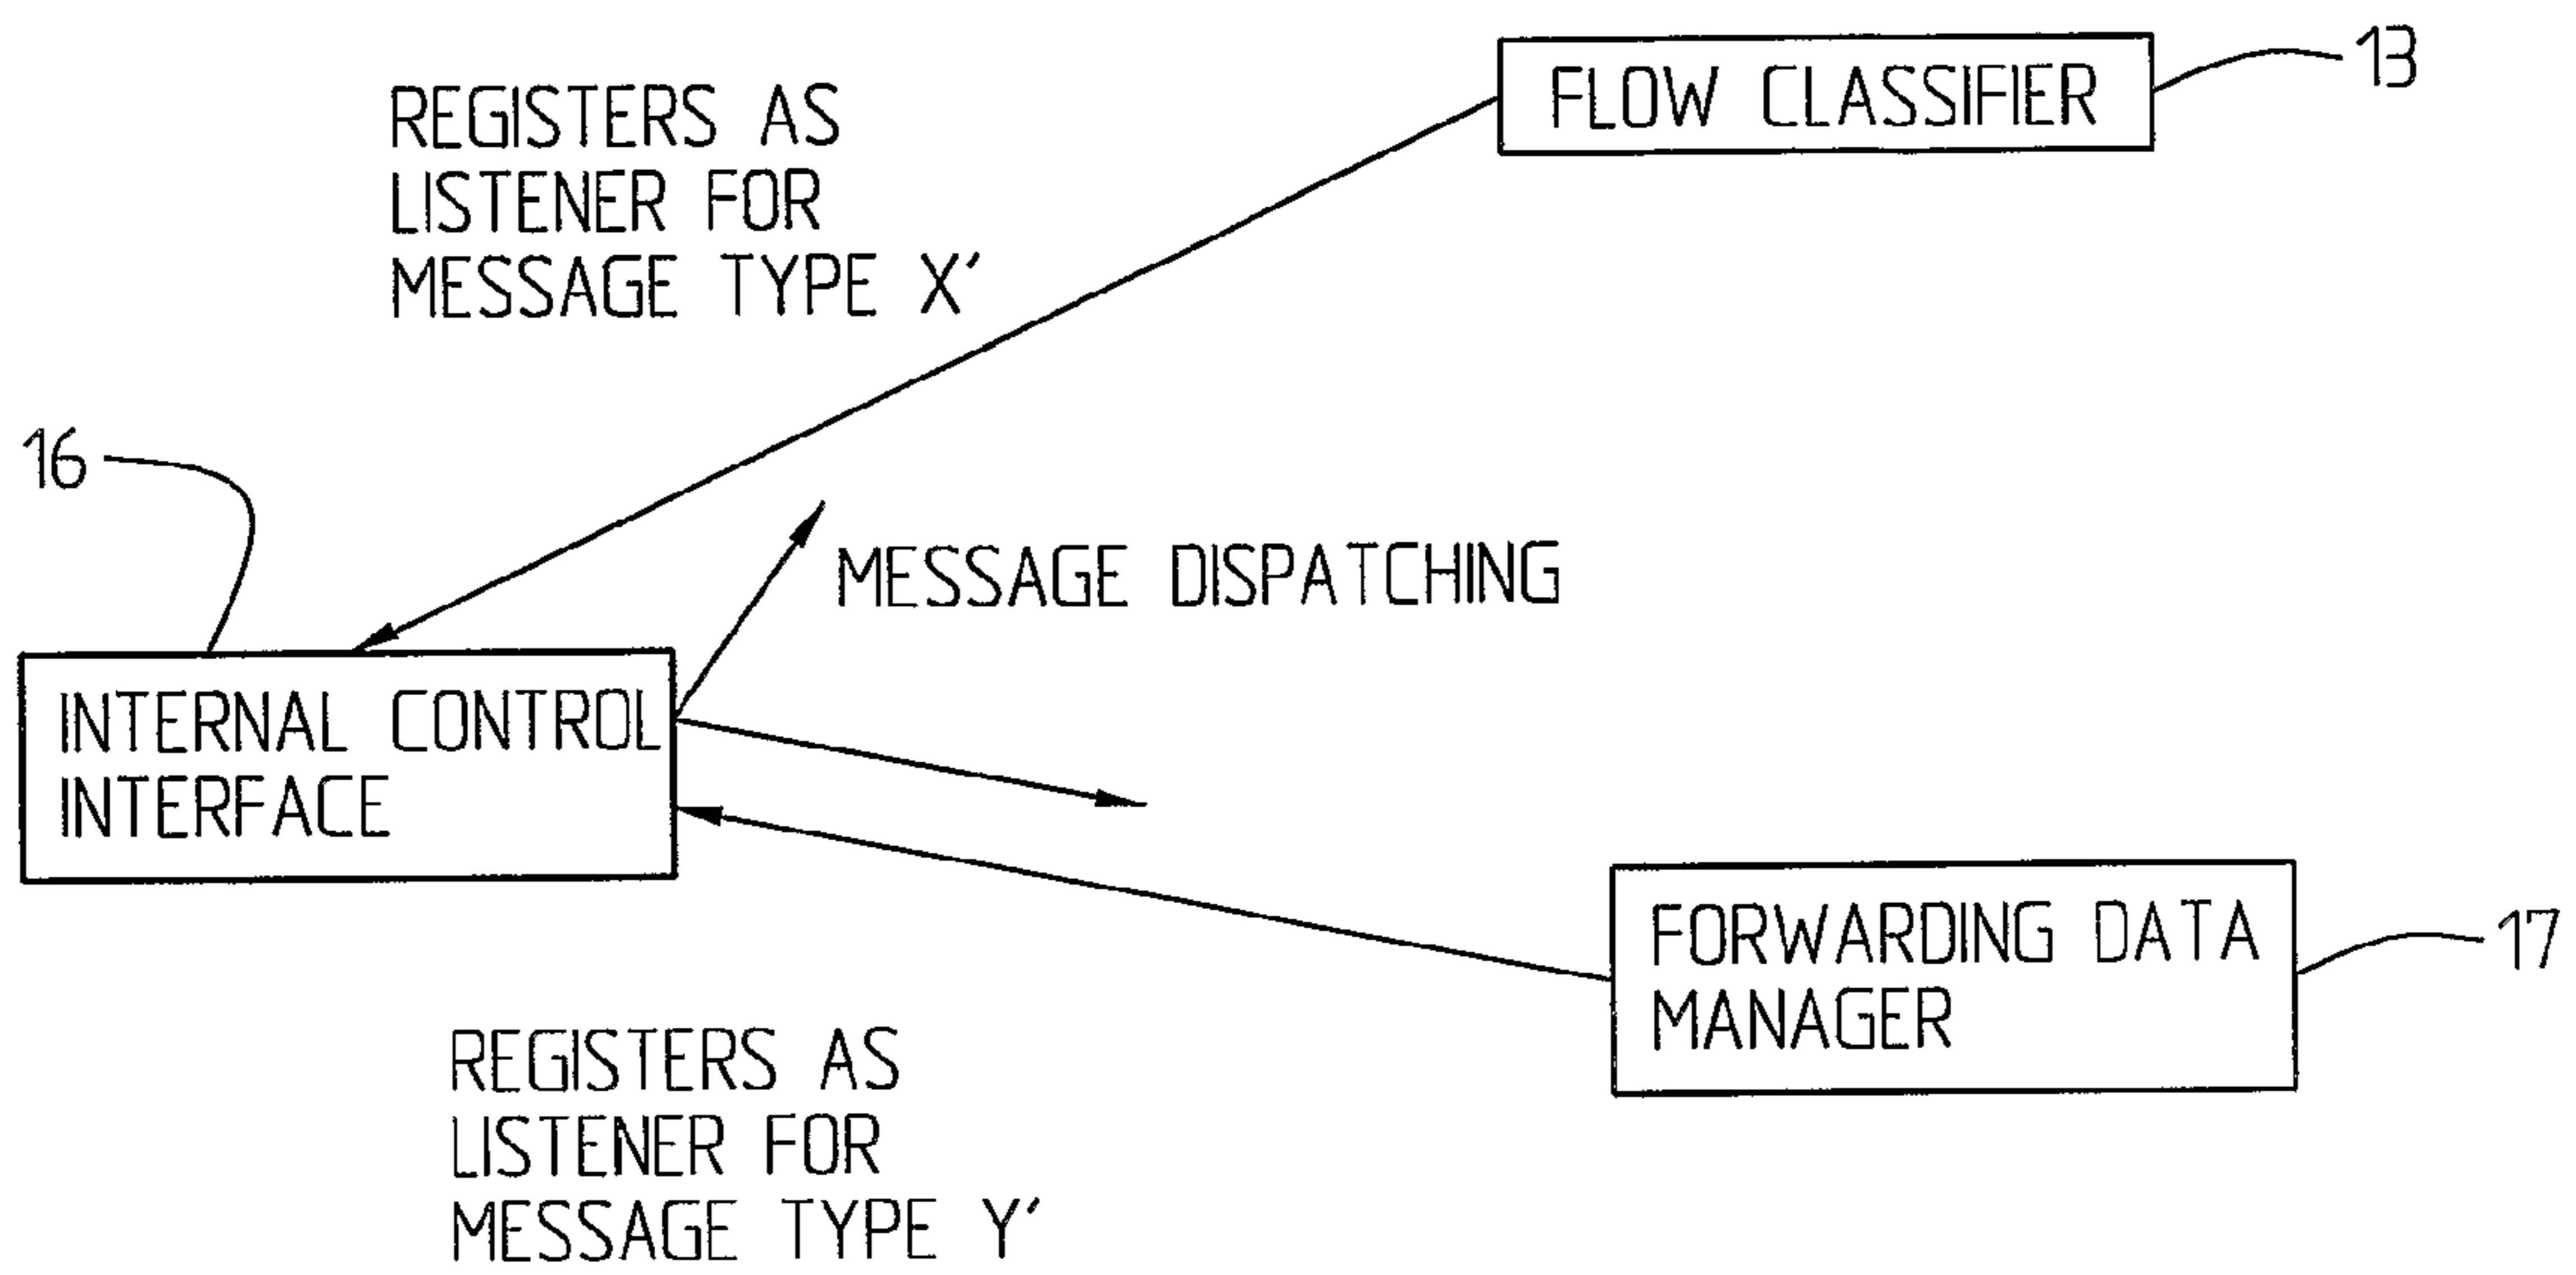 REGISTERS AS
LISTENER FOR
MESSAGE TYPE X'
FLOW CLASSIFIER
13
16
MESSAGE DISPATCHING
INTERNAL CONTROL
INTERFACE
FORWARDING DATA
MANAGER
17
REGISTERS AS
LISTENER FOR
MESSAGE TYPE Y'